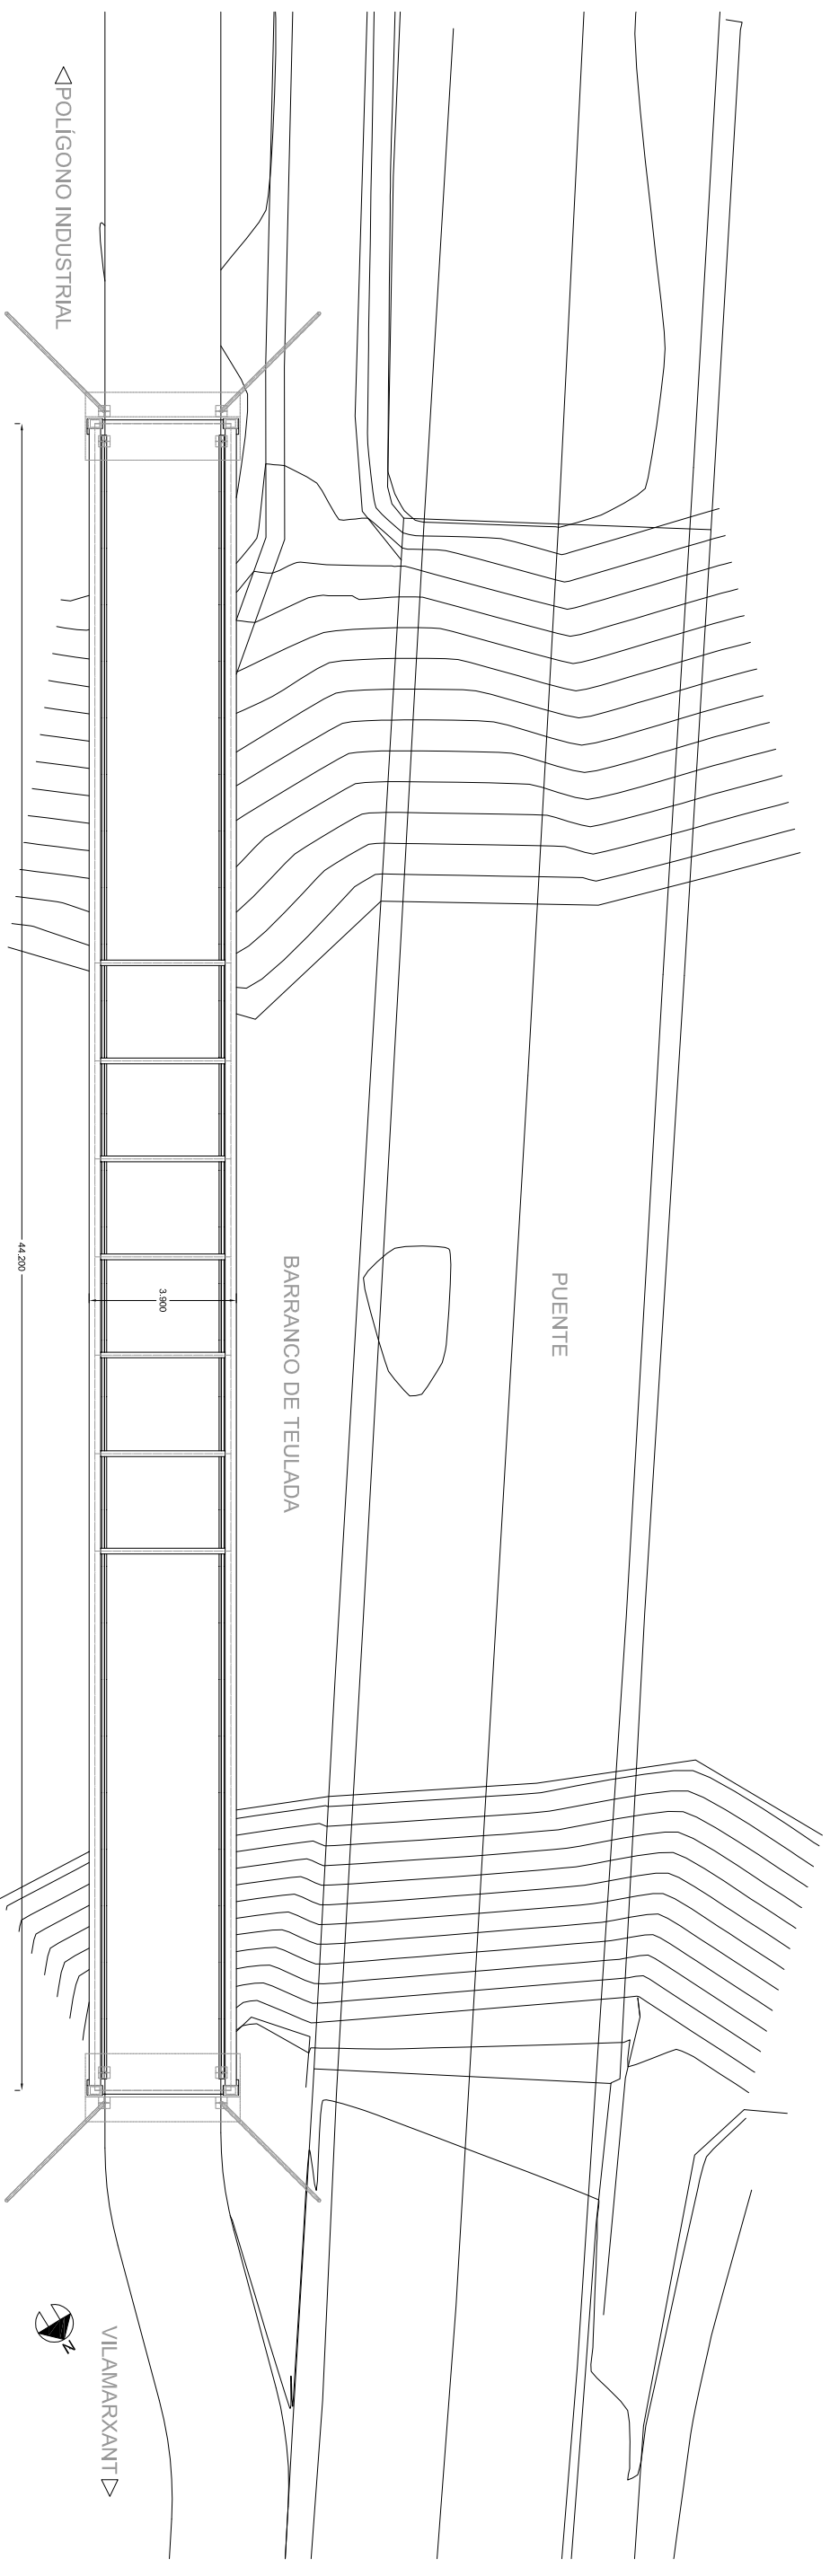 POLÍGONO INDUSTRIAL
44.200
3.900
BARRANCO DE TEULADA
PUENTE
N
VILAMARXANT